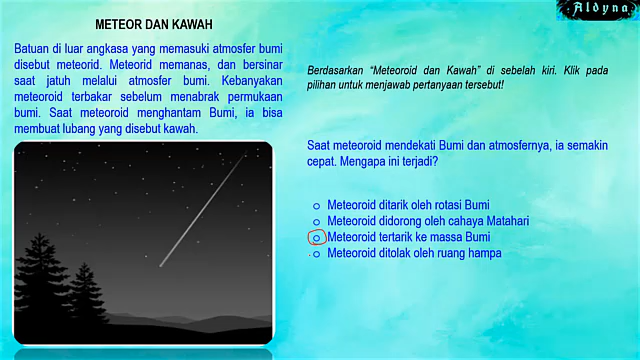 METEOR DAN KAWAH
Batuan di luar angkasa yang memasuki atmosfer bumi
disebut meteorid. Meteorid memanas, dan bersinar
saat jatuh melalui atmosfer bumi. Kebanyakan
meteoroid terbakar sebelum menabrak permukaan
bumi. Saat meteoroid menghantam Bumi, ia bisa
membuat lubang yang disebut kawah.
Aldyna
Berdasarkan “Meteoroid dan Kawah” di sebelah kiri. Klik pada
pilihan untuk menjawab pertanyaan tersebut!
Saat meteoroid mendekati Bumi dan atmosfernya, ia semakin
cepat. Mengapa ini terjadi?
Meteoroid ditarik oleh rotasi Bumi
Meteoroid didorong oleh cahaya Matahari
Meteoroid tertarik ke massa Bumi
Meteoroid ditolak oleh ruang hampa